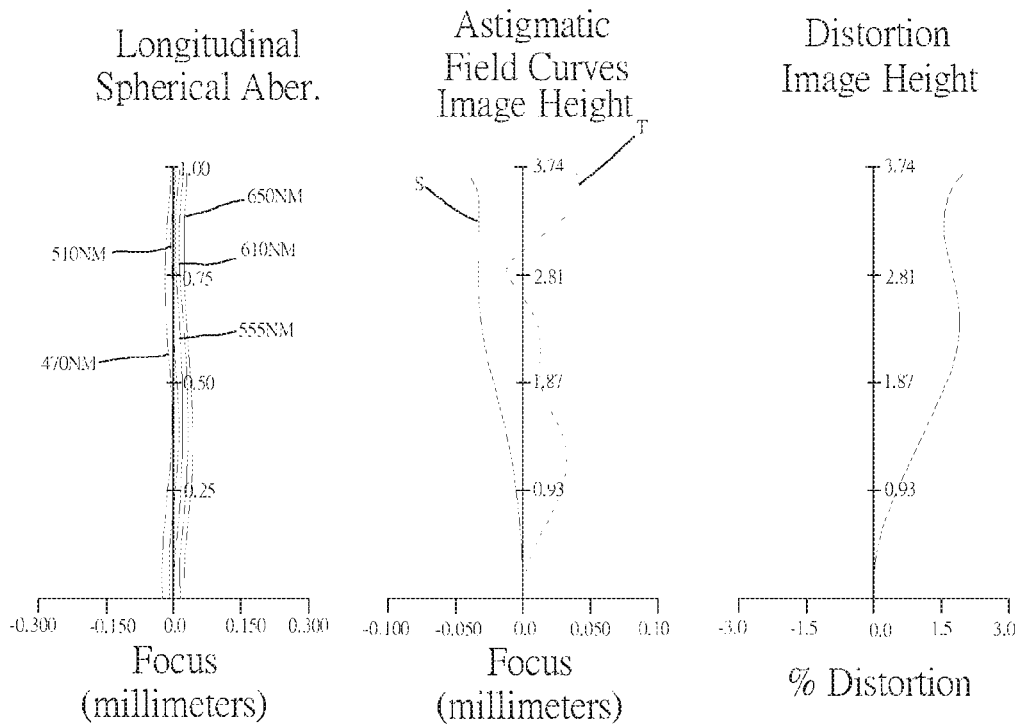 Longitudinal
Spherical Aber.
1.00
650NM
510NM
610NM
0.75
555NM
470NM
0.50
0.25
-0.300
-0.150
0.0
0.150
0.300
Focus
(millimeters)
Astigmatic
Field Curves
Image Height
T
3.74
S
2.81
1.87
0.93
-0.100
-0.050
0.0
0.050
0.10
Focus
(millimeters)
Distortion
Image Height
3.74
2.81
1.87
0.93
-3.0
-1.5
0.0
1.5
3.0
% Distortion